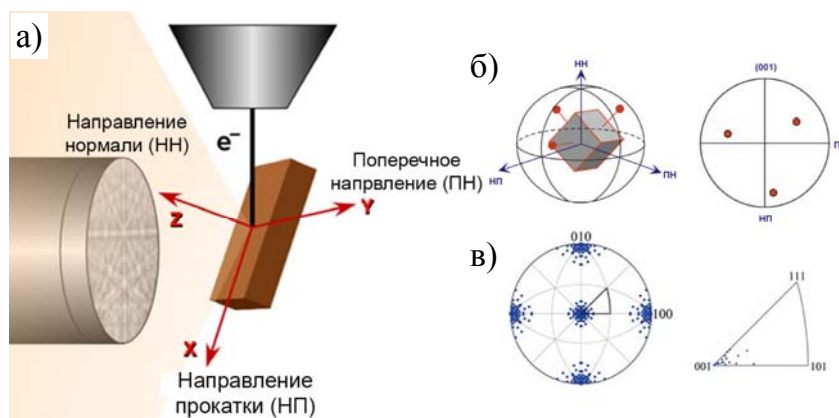 а)
Направление
нормали (НН)
e⁻
Поперечное
напрвление (ПН)
Z
Y
X
Направление
прокатки (НП)
б)
НН
НП
ПН
(001)
П
НП
в)
010
100
111
001
101